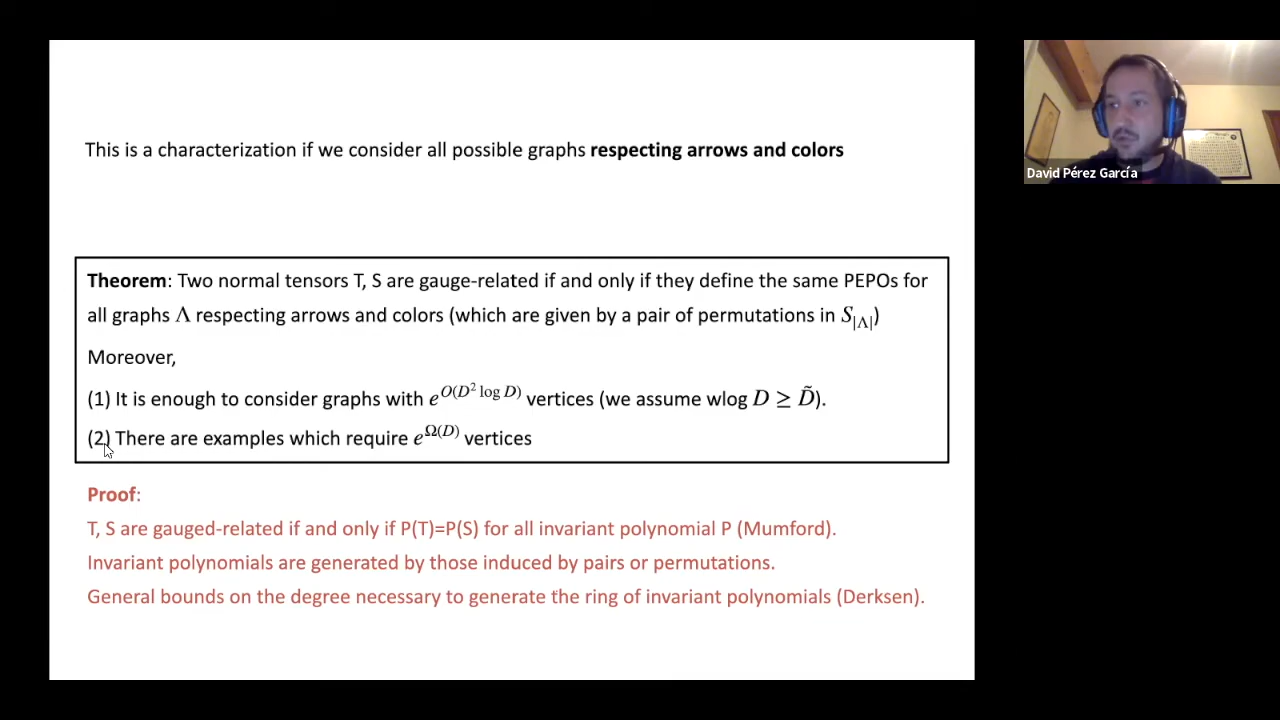 This is a characterization if we consider all possible graphs respecting arrows and colors
David Pérez García
Theorem: Two normal tensors T, S are gauge-related if and only if they define the same PEPOs for
all graphs Λ respecting arrows and colors (which are given by a pair of permutations in S_{|Λ|})
Moreover,
(1) It is enough to consider graphs with e^{O(D^2 log D)} vertices (we assume wlog D ≥ D̃).
(2) There are examples which require e^{Ω(D)} vertices
Proof:
T, S are gauged-related if and only if P(T)=P(S) for all invariant polynomial P (Mumford).
Invariant polynomials are generated by those induced by pairs or permutations.
General bounds on the degree necessary to generate the ring of invariant polynomials (Derksen).